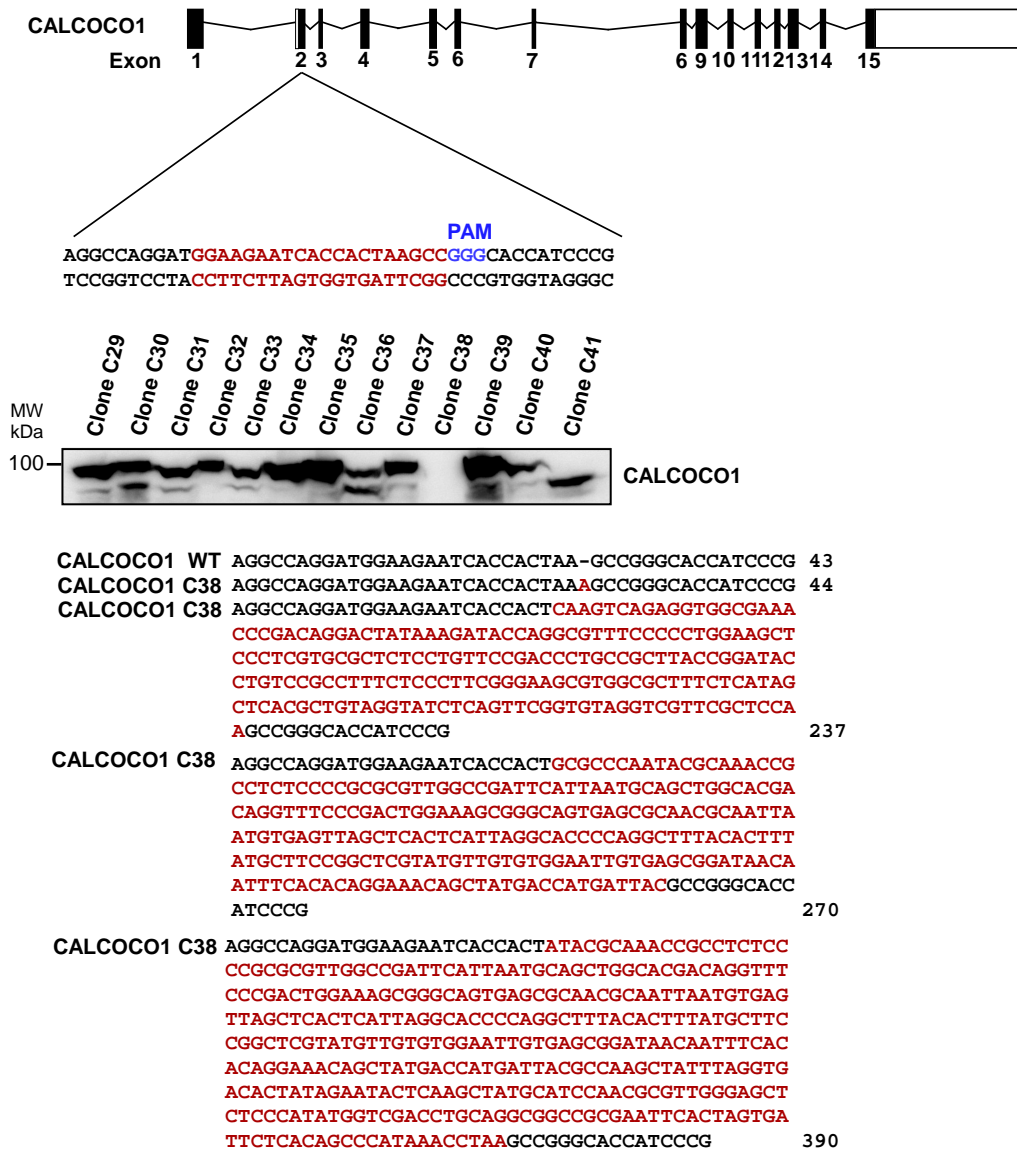 CALCOCO1
Exon 1 2 3 4 5 6 7 6 9 10 11 12 13 14 15
PAM
AGGCCAGGATGGAAGAATCACCACTAAGCCGGGCACCATCCCG
TCCGGTCCTACCTTCTTAGTGGTGATTCGGCCCGTGGTAGGGC
Clone C29 Clone C30 Clone C31 Clone C32 Clone C33 Clone C34 Clone C35 Clone C36 Clone C37 Clone C38 Clone C39 Clone C40 Clone C41
MW
kDa
100
CALCOCO1
CALCOCO1 WT AGGCCAGGATGGAAGAATCACCACTAA-GCCGGGCACCATCCCG 43
CALCOCO1 C38 AGGCCAGGATGGAAGAATCACCACTAAAGCCGGGCACCATCCCG 44
CALCOCO1 C38 AGGCCAGGATGGAAGAATCACCACTCAAGTCAGAGGTGGCGAAA
CCCGACAGGACTATAAAGATACCAGGCGTTTCCCCCTGGAAGCT
CCCTCGTGCGCTCTCCTGTTCCGACCCTGCCGCTTACCGGATAC
CTGTCCGCCTTTCTCCCTTCGGGAAGCGTGGCGCTTTCTCATAG
CTCACGCTGTAGGTATCTCAGTTCGGTGTAGGTCGTTCGCTCCA
AGCCGGGCACCATCCCG 237
CALCOCO1 C38 AGGCCAGGATGGAAGAATCACCACTGCGCCCAATACGCAAACCG
CCTCTCCCCGCGCGTTGGCCGATTCATTAATGCAGCTGGCACGA
CAGGTTTCCCGACTGGAAAGCGGGCAGTGAGCGCAACGCAATTA
ATGTGAGTTAGCTCACTCATTAGGCACCCCAGGCTTTACACTTT
ATGCTTCCGGCTCGTATGTTGTGTGGAATTGTGAGCGGATAACA
ATTTCACACAGGAAACAGCTATGACCATGATTACGCCGGGCACC
ATCCCG 270
CALCOCO1 C38 AGGCCAGGATGGAAGAATCACCACTATACGCAAACCGCCTCTCC
CCGCGCGTTGGCCGATTCATTAATGCAGCTGGCACGACAGGTTT
CCCGACTGGAAAGCGGGCAGTGAGCGCAACGCAATTAATGTGAG
TTAGCTCACTCATTAGGCACCCCAGGCTTTACACTTTATGCTTC
CGGCTCGTATGTTGTGTGGAATTGTGAGCGGATAACAATTTCAC
ACAGGAAACAGCTATGACCATGATTACGCCAAGCTATTTAGGTG
ACACTATAGAATACTCAAGCTATGCATCCAACGCGTTGGGAGCT
CTCCCATATGGTCGACCTGCAGGCGGCCGCGAATTCACTAGTGA
TTCTCACAGCCCATAAACCTAAGCCGGGCACCATCCCG 390